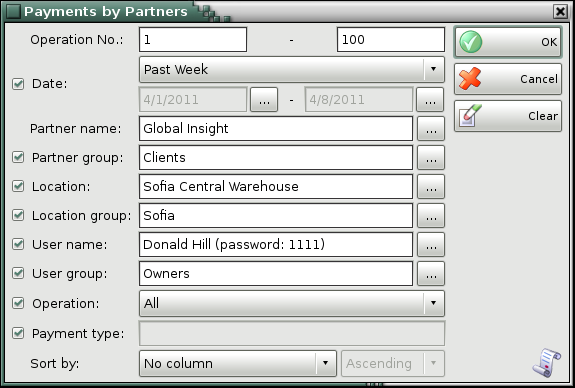 Payments by Partners
Operation No.: 1 - 100 OK
Past Week
Date:
4/1/2011 ... - 4/8/2011 ... Cancel
Clear
Partner name: Global Insight ...
Partner group: Clients ...
Location: Sofia Central Warehouse ...
Location group: Sofia ...
User name: Donald Hill (password: 1111) ...
User group: Owners ...
Operation: All
Payment type:
Sort by: No column Ascending